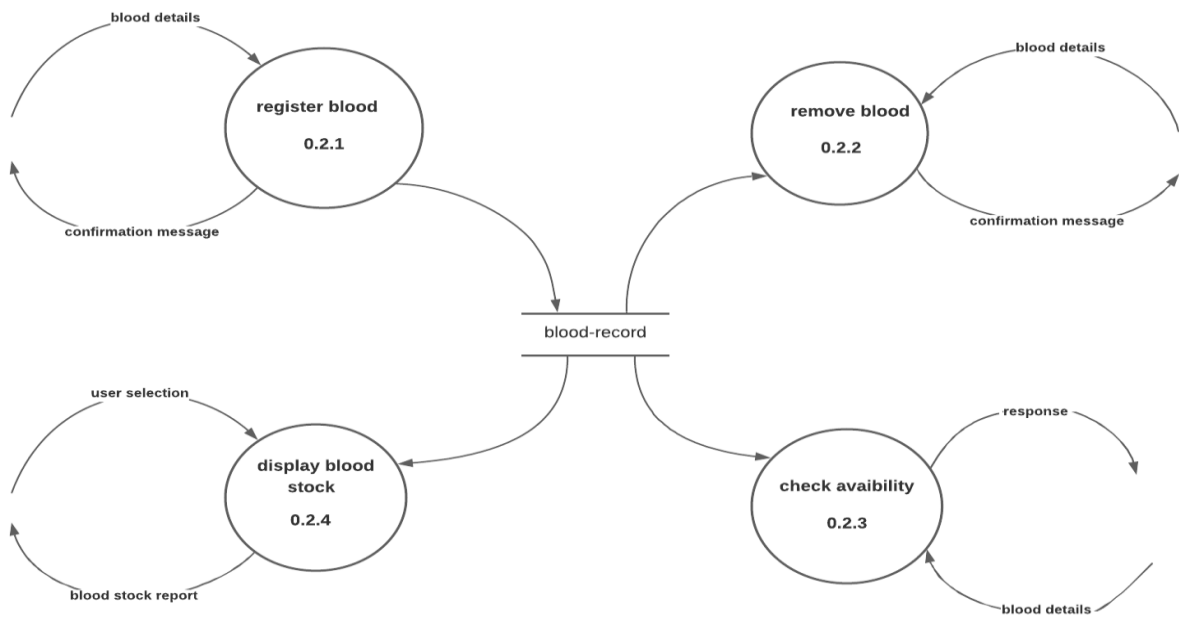 blood details
register blood
0.2.1
confirmation message
blood details
remove blood
0.2.2
confirmation message
blood-record
user selection
display blood
stock
0.2.4
blood stock report
response
check avaibility
0.2.3
blood details